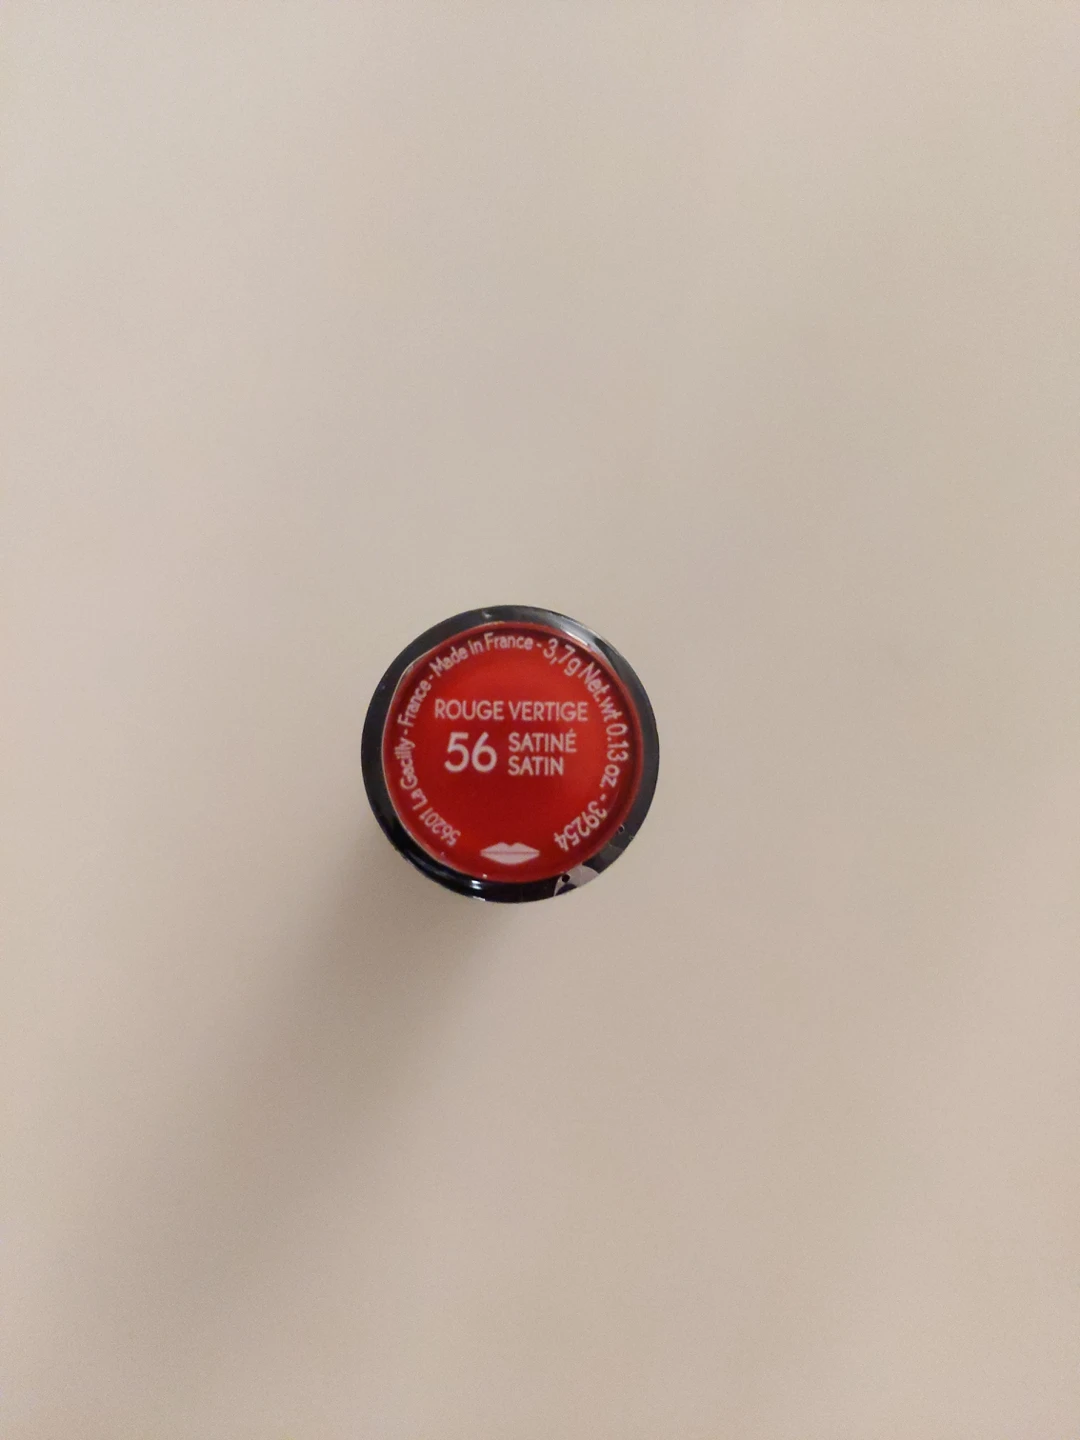 56201 La Gacilly - France - Made in France - 3,7g Net wt 0.13 oz. - 39254
ROUGE VERTIGE
56 SATINÉ
SATIN